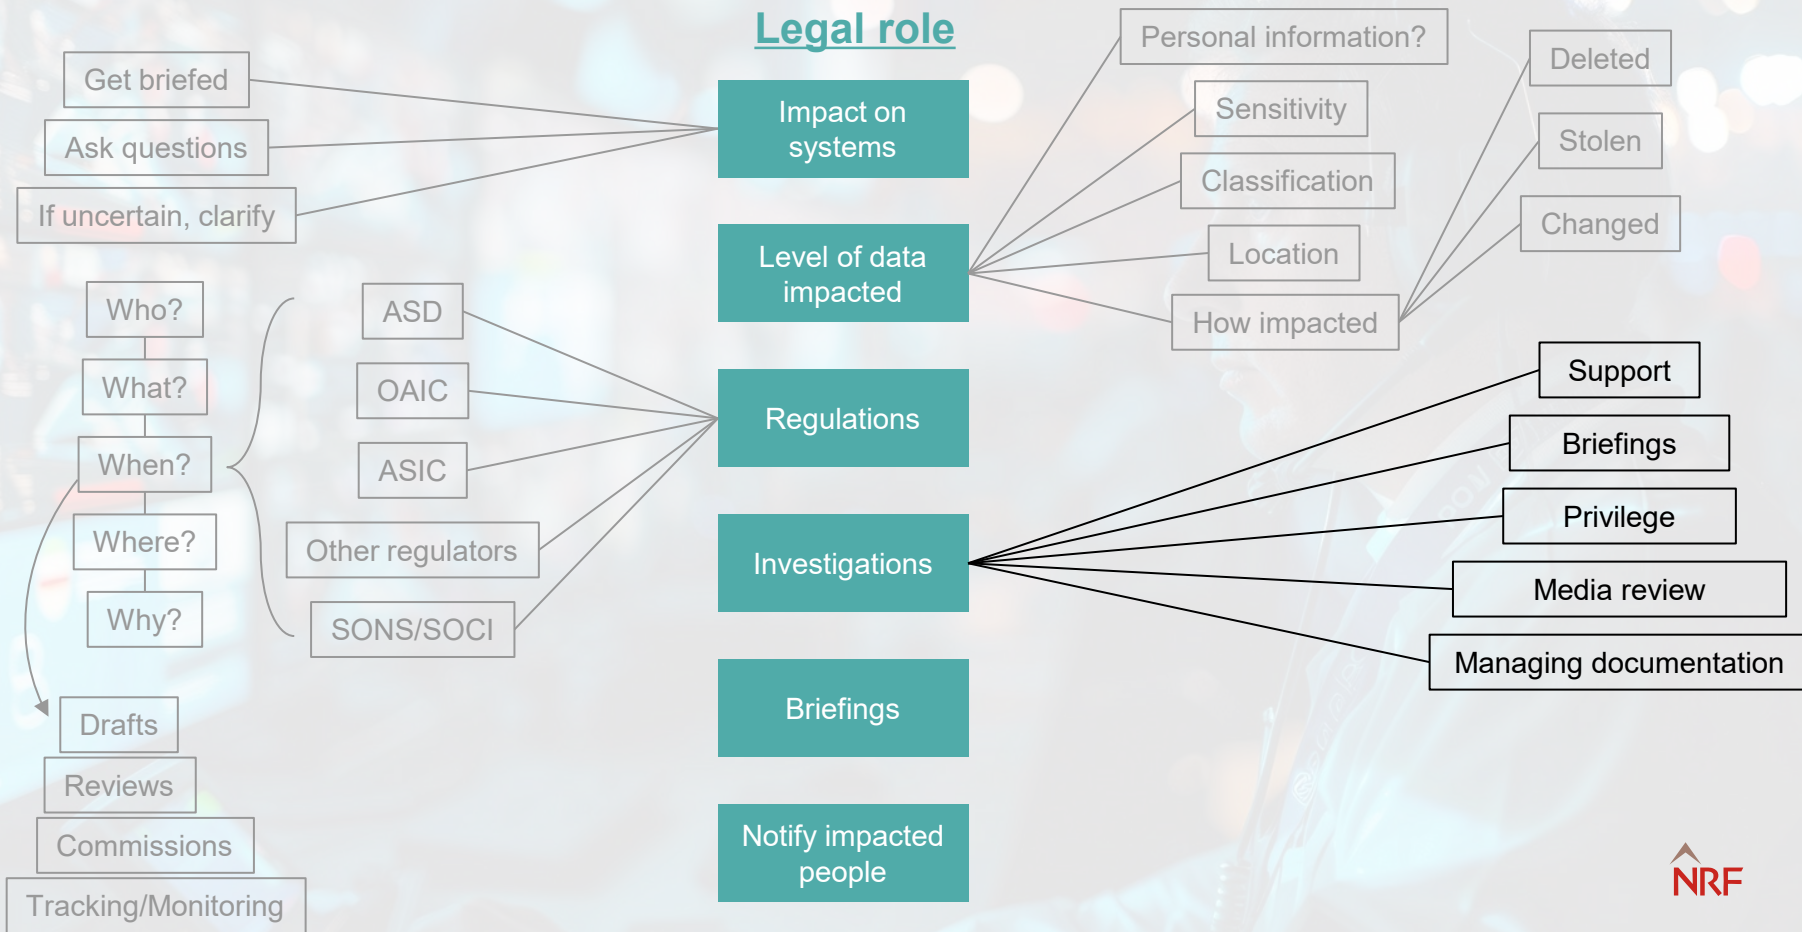 Legal role
Get briefed
Ask questions
If uncertain, clarify
Impact on
systems
Level of data
impacted
Personal information?
Sensitivity
Classification
Location
How impacted
Deleted
Stolen
Changed
Who?
What?
When?
Where?
Why?
ASD
OAIC
ASIC
Other regulators
SONS/SOCI
Regulations
Drafts
Reviews
Commissions
Tracking/Monitoring
Investigations
Support
Briefings
Privilege
Media review
Managing documentation
Briefings
Notify impacted
people
NRF